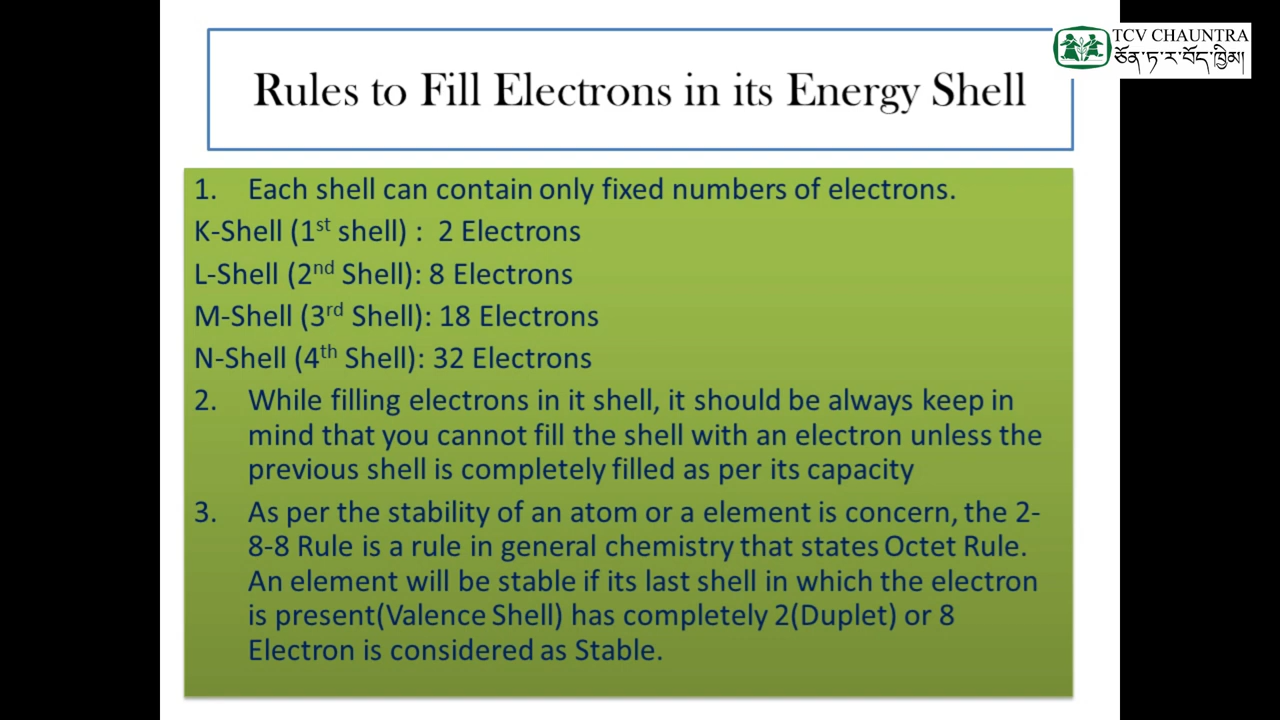 TCV CHAUNTRA
ཅོན་ཏ་ར་བོད་ཁྱིམ།
Rules to Fill Electrons in its Energy Shell
1. Each shell can contain only fixed numbers of electrons.
K-Shell (1st shell) : 2 Electrons
L-Shell (2nd Shell): 8 Electrons
M-Shell (3rd Shell): 18 Electrons
N-Shell (4th Shell): 32 Electrons
2. While filling electrons in it shell, it should be always keep in
mind that you cannot fill the shell with an electron unless the
previous shell is completely filled as per its capacity
3. As per the stability of an atom or a element is concern, the 2-
8-8 Rule is a rule in general chemistry that states Octet Rule.
An element will be stable if its last shell in which the electron
is present(Valence Shell) has completely 2(Duplet) or 8
Electron is considered as Stable.